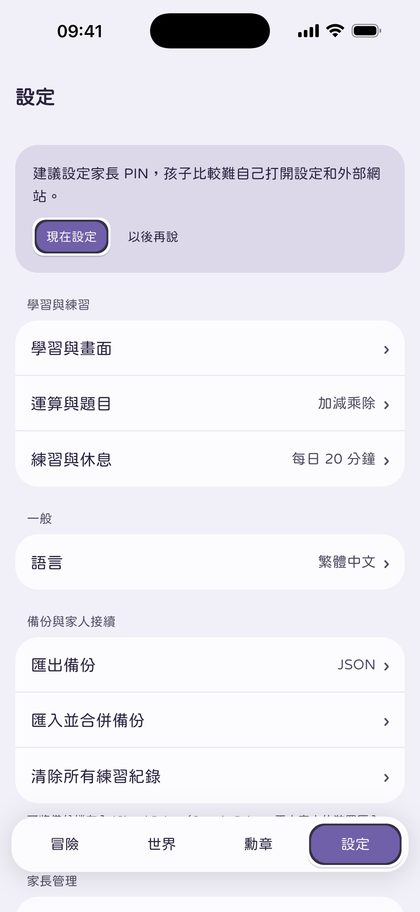 09:41
設定
建議設定家長 PIN，孩子比較難自己打開設定和外部網
站。
現在設定 以後再說
學習與練習
學習與畫面
運算與題目 加減乘除
練習與休息 每日 20 分鐘
一般
語言 繁體中文
備份與家人接續
匯出備份 JSON
匯入並合併備份
清除所有練習紀錄
冒險 世界 勳章 設定
家長管理